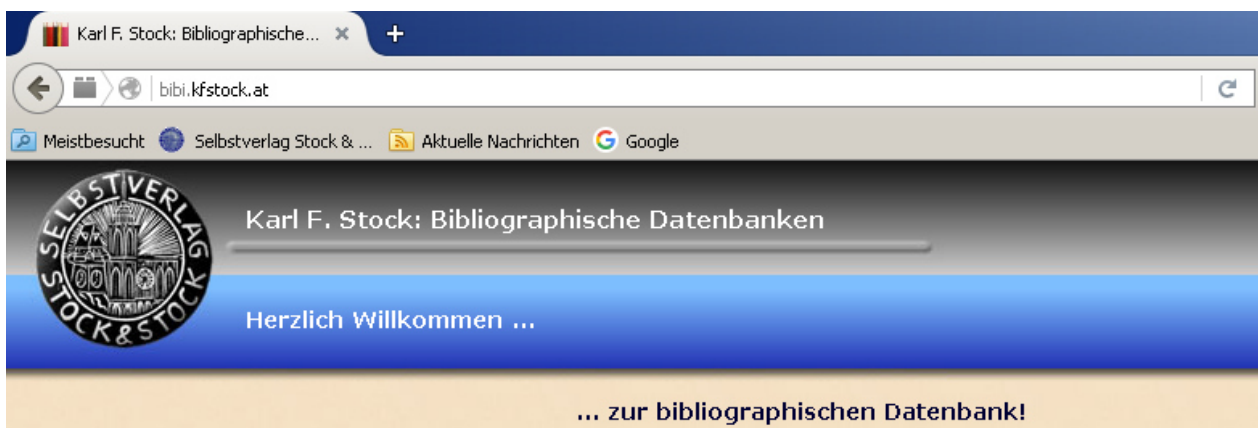 Karl F. Stock: Bibliographische...
bibi.kfstock.at
Meistbesucht Selbstverlag Stock & ... Aktuelle Nachrichten Google
SELBSTVERLAG STOCK&STOCK
Karl F. Stock: Bibliographische Datenbanken
Herzlich Willkommen ...
... zur bibliographischen Datenbank!